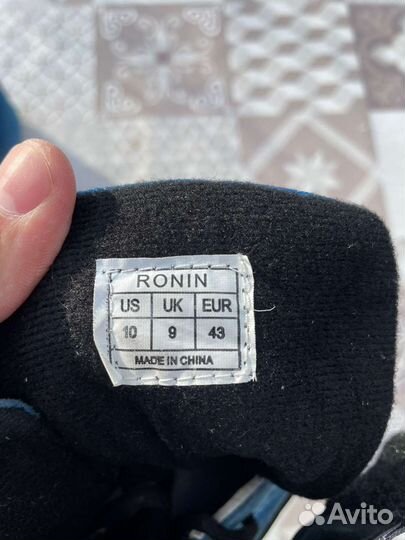 RONIN
US UK EUR
10 9 43
MADE IN CHINA
Avito